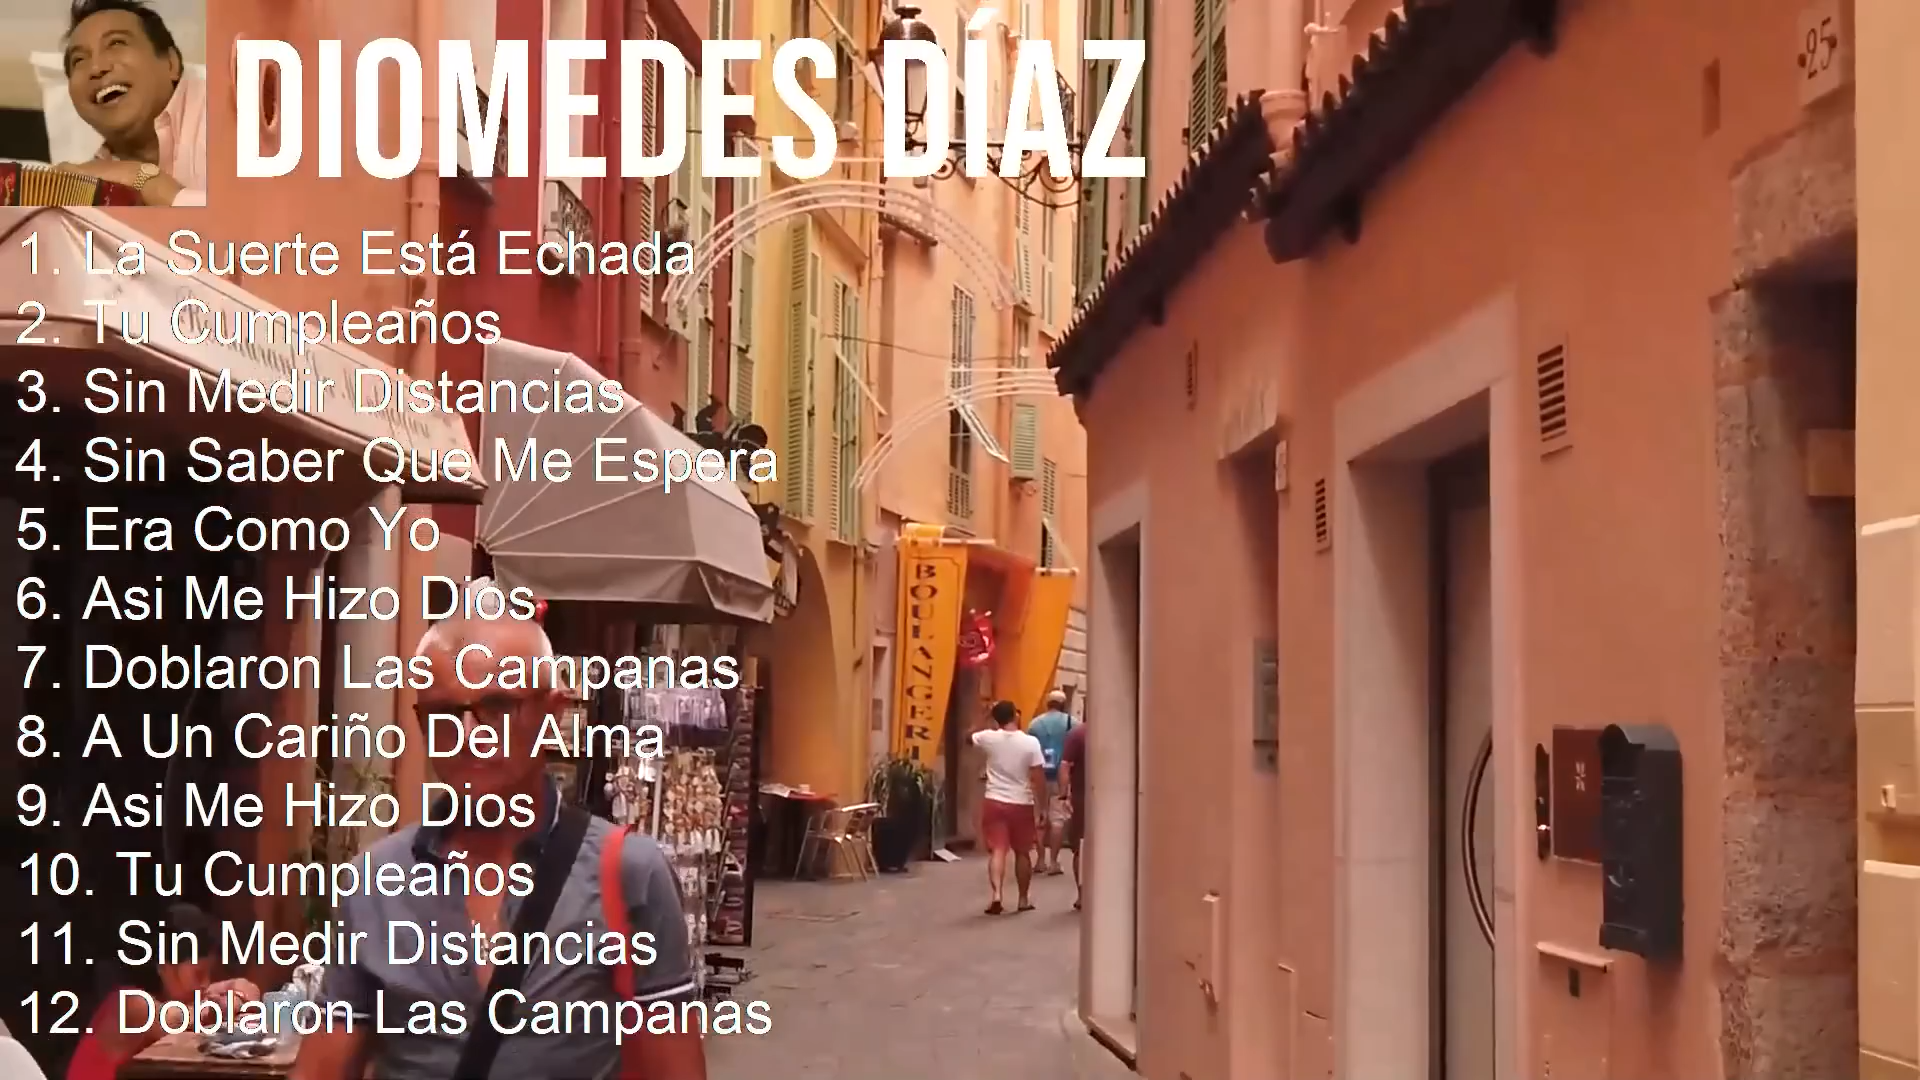 DIOMEDES DÍAZ
1. La Suerte Está Echada
2. Tu Cumpleaños
3. Sin Medir Distancias
4. Sin Saber Que Me Espera
5. Era Como Yo
6. Asi Me Hizo Dios
7. Doblaron Las Campanas
8. A Un Cariño Del Alma
9. Asi Me Hizo Dios
10. Tu Cumpleaños
11. Sin Medir Distancias
12. Doblaron Las Campanas
BOULANGERI
25